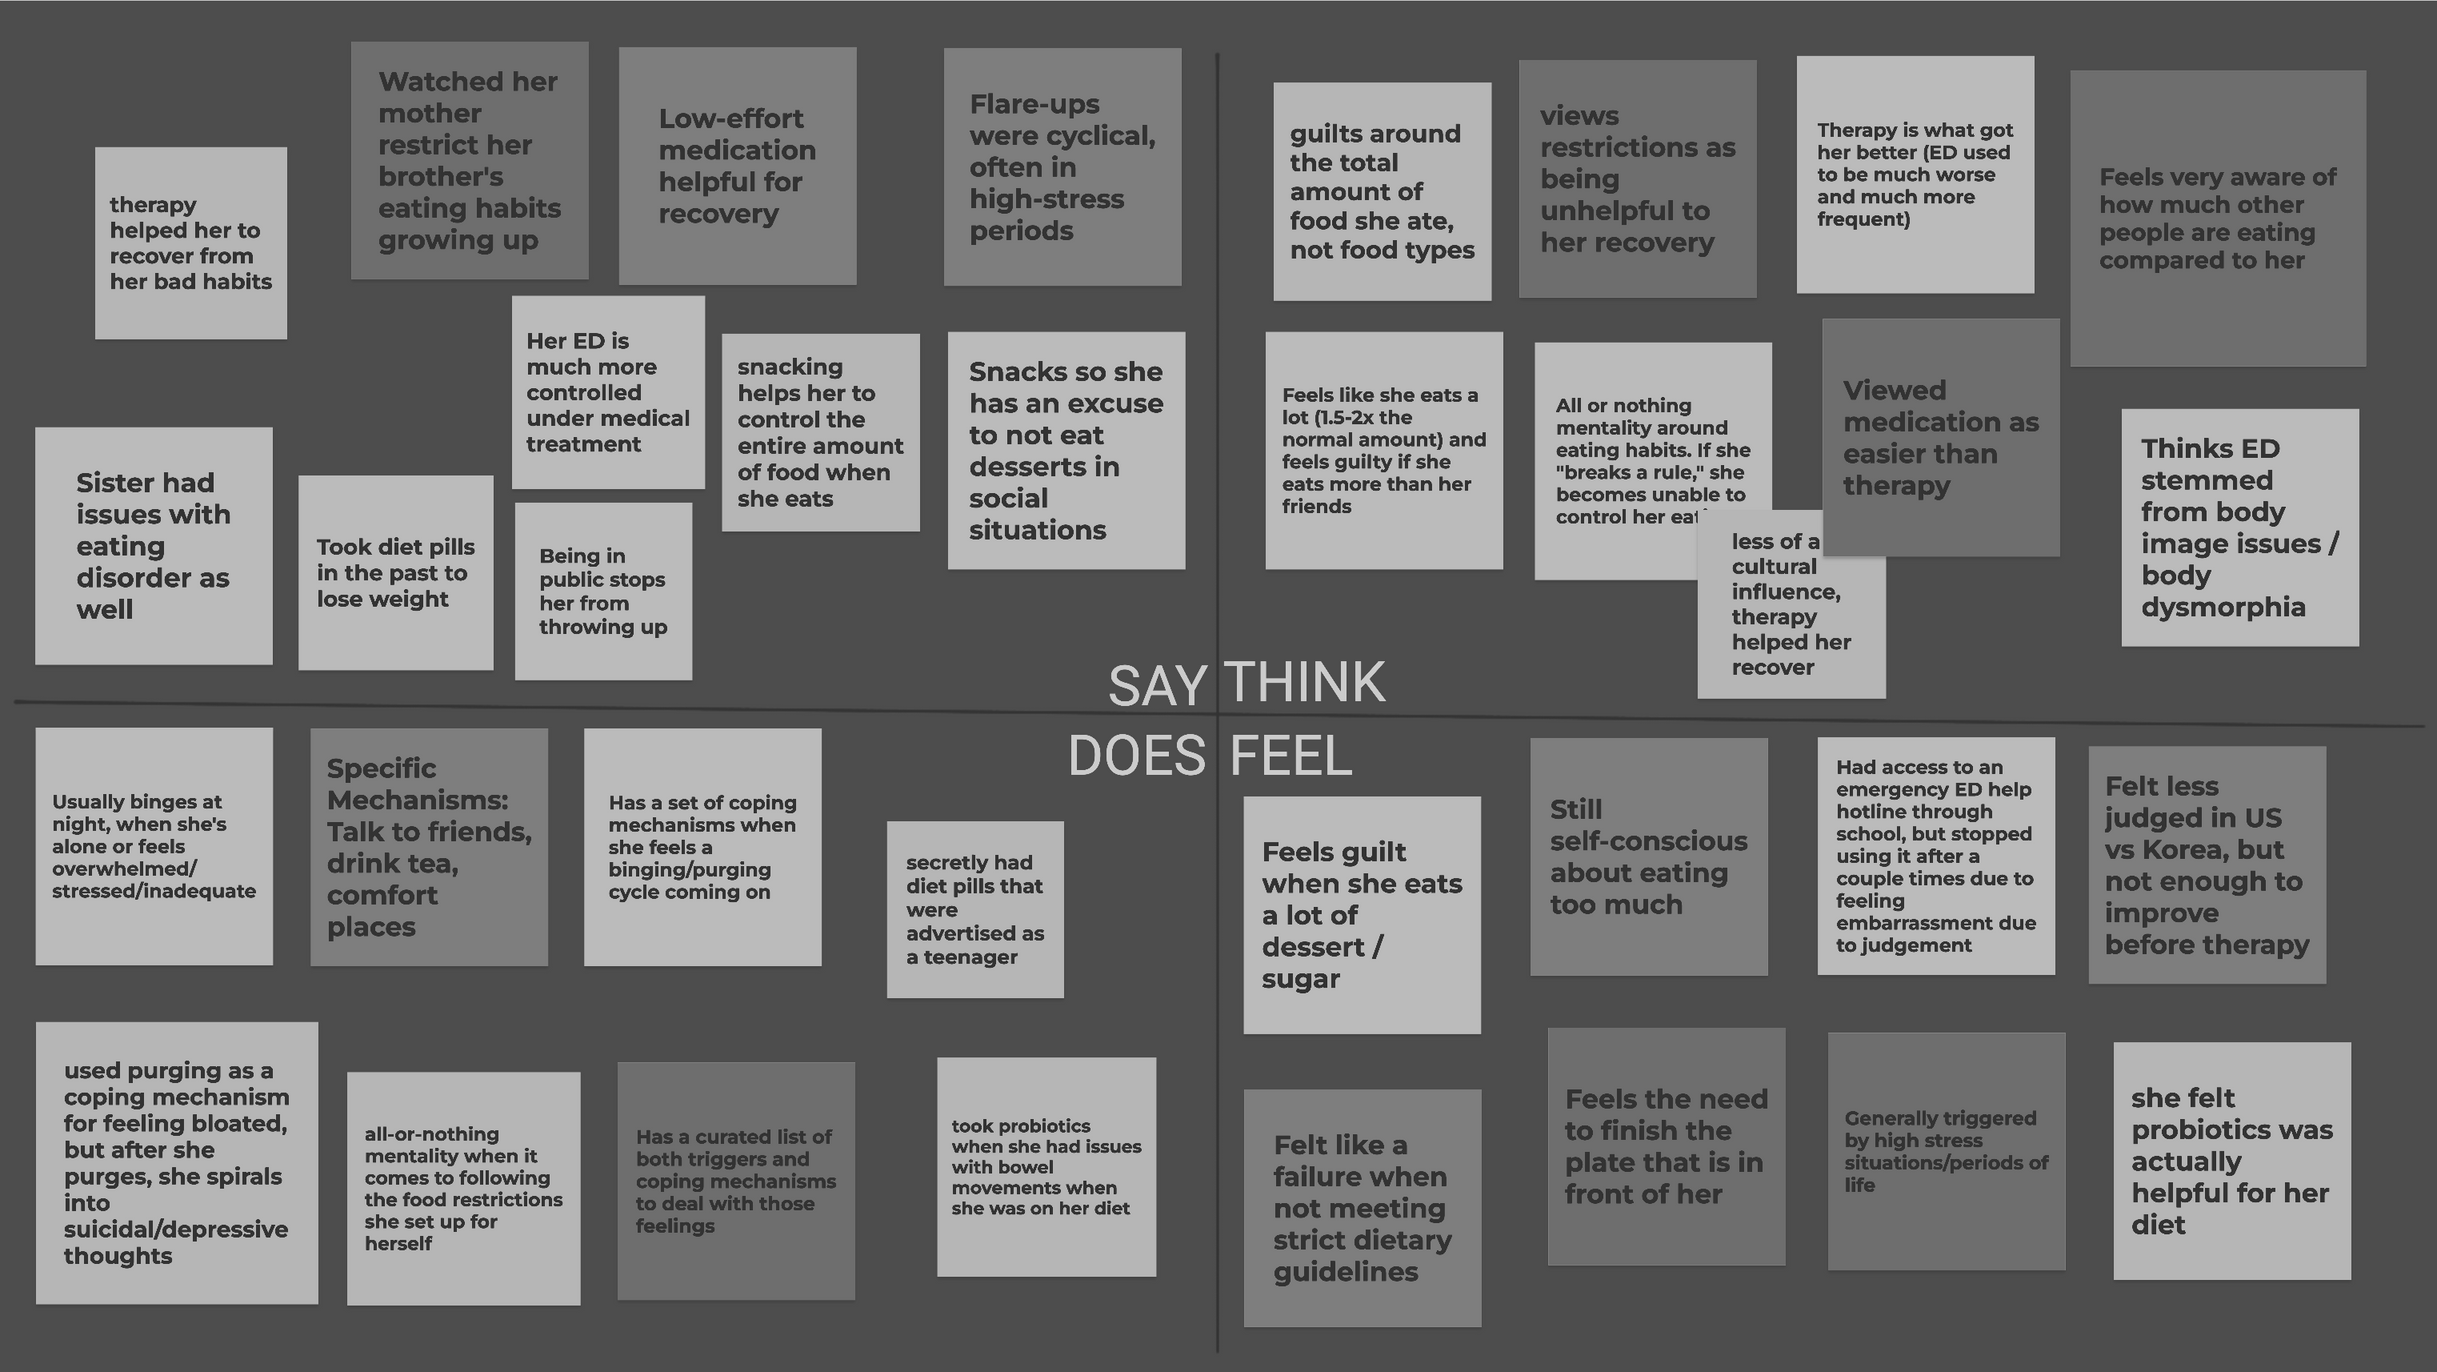 therapy
helped her to
recover from
her bad habits
Watched her
mother
restrict her
brother's
eating habits
growing up
Low-effort
medication
helpful for
recovery
Flare-ups
were cyclical,
often in
high-stress
periods
Her ED is
much more
controlled
under medical
treatment
snacking
helps her to
control the
entire amount
of food when
she eats
Snacks so she
has an excuse
to not eat
desserts in
social
situations
Sister had
issues with
eating
disorder as
well
Took diet pills
in the past to
lose weight
Being in
public stops
her from
throwing up
SAY
guilts around
the total
amount of
food she ate,
not food types
views
restrictions as
being
unhelpful to
her recovery
Therapy is what got
her better (ED used
to be much worse
and much more
frequent)
Feels very aware of
how much other
people are eating
compared to her
Feels like she eats a
lot (1.5-2x the
normal amount) and
feels guilty if she
eats more than her
friends
All or nothing
mentality around
eating habits. If she
"breaks a rule," she
becomes unable to
control her
Viewed
medication as
easier than
therapy
less of a
cultural
influence,
therapy
helped her
recover
Thinks ED
stemmed
from body
image issues /
body
dysmorphia
THINK
DOES
Usually binges at
night, when she's
alone or feels
overwhelmed/
stressed/inadequate
Specific
Mechanisms:
Talk to friends,
drink tea,
comfort
places
Has a set of coping
mechanisms when
she feels a
binging/purging
cycle coming on
secretly had
diet pills that
were
advertised as
a teenager
used purging as a
coping mechanism
for feeling bloated,
but after she
purges, she spirals
into
suicidal/depressive
thoughts
all-or-nothing
mentality when it
comes to following
the food restrictions
she set up for
herself
Has a curated list of
both triggers and
coping mechanisms
to deal with those
feelings
took probiotics
when she had issues
with bowel
movements when
she was on her diet
FEEL
Feels guilt
when she eats
a lot of
dessert /
sugar
Still
self-conscious
about eating
too much
Had access to an
emergency ED help
hotline through
school, but stopped
using it after a
couple times due to
feeling
embarrassment due
to judgement
Felt less
judged in US
vs Korea, but
not enough to
improve
before therapy
Felt like a
failure when
not meeting
strict dietary
guidelines
Feels the need
to finish the
plate that is in
front of her
Generally triggered
by high stress
situations/periods of
life
she felt
probiotics was
actually
helpful for her
diet